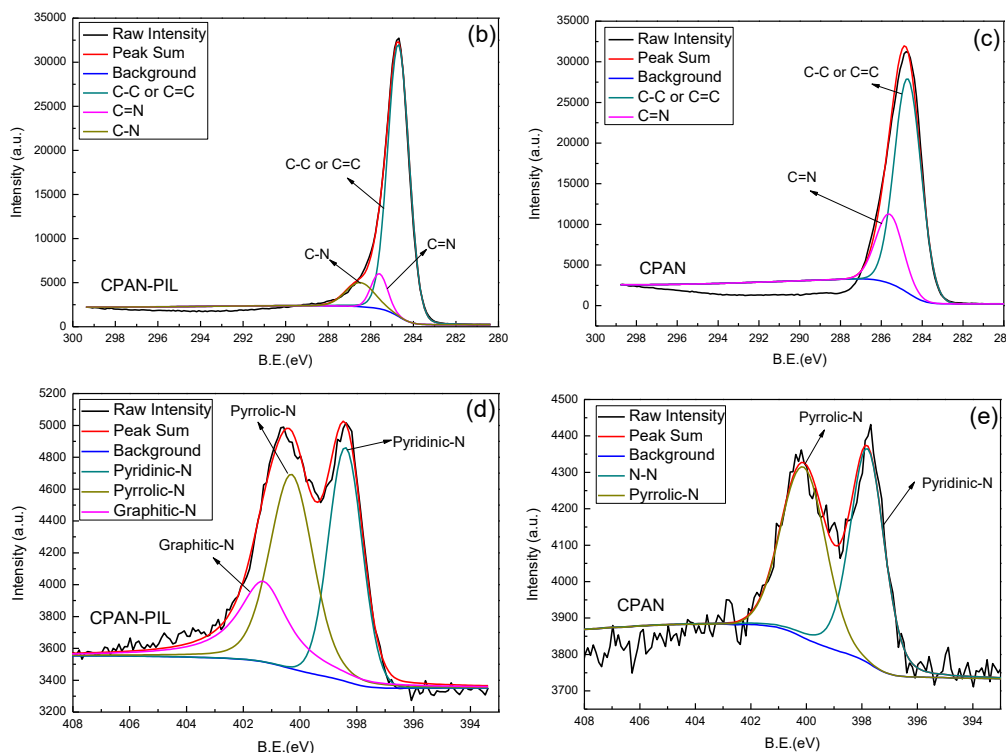 (b)
Raw Intensity
Peak Sum
Background
C-C or C=C
C=N
C-N
C-C or C=C
C-N
C=N
CPAN-PIL
Intensity (a.u.)
35000
30000
25000
20000
15000
10000
5000
0
300 298 296 294 292 290 288 286 284 282 280
B.E.(eV)
(c)
Raw Intensity
Peak Sum
Background
C-C or C=C
C=N
C-C or C=C
C=N
CPAN
Intensity (a.u.)
35000
30000
25000
20000
15000
10000
5000
0
300 298 296 294 292 290 288 286 284 282 28
B.E.(eV)
(d)
Raw Intensity
Peak Sum
Background
Pyridinic-N
Pyrrolic-N
Graphitic-N
Pyrrolic-N
Pyridinic-N
Graphitic-N
CPAN-PIL
Intensity (a.u.)
5200
5000
4800
4600
4400
4200
4000
3800
3600
3400
3200
408 406 404 402 400 398 396 394
B.E.(eV)
(e)
Raw Intensity
Peak Sum
Background
N-N
Pyrrolic-N
Pyrrolic-N
Pyridinic-N
CPAN
Intensity (a.u.)
4500
4400
4300
4200
4100
4000
3900
3800
3700
408 406 404 402 400 398 396 394
B.E.(eV)